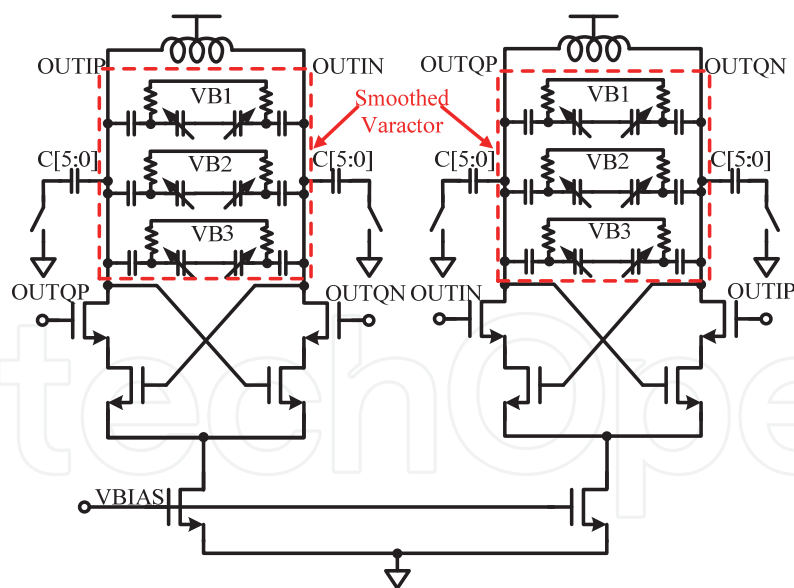 OUTIP
OUTIN
VB1
Smoothed
Varactor
C[5:0]
VB2
C[5:0]
VB3
OUTQP
OUTQN
OUTQP
OUTQN
VB1
C[5:0]
VB2
C[5:0]
VB3
OUTIN
OUTIP
VBIAS
techOpe